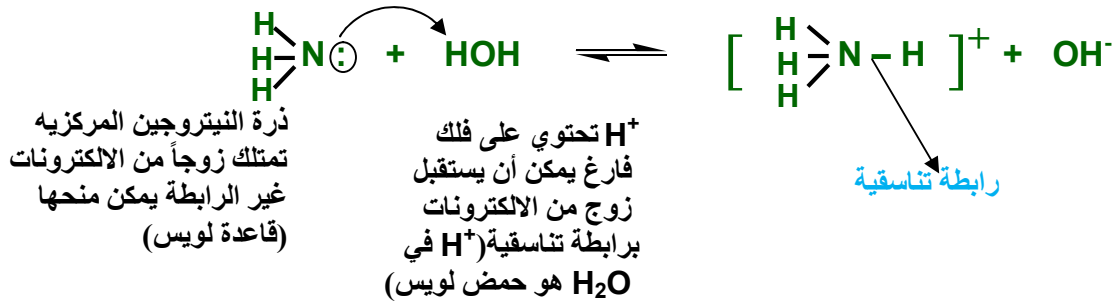 H
H N : + HOH ⇌ [ H N – H ]⁺ + OH⁻
H
H
H
ذرة النيتروجين المركزيه
تمتلك زوجاً من الالكترونات
غير الرابطة يمكن منحها
(قاعدة لويس)
H⁺ تحتوي على فلك
فارغ يمكن أن يستقبل
زوج من الالكترونات
برابطة تناسقية(H⁺ في
H₂O هو حمض لويس)
رابطة تناسقية